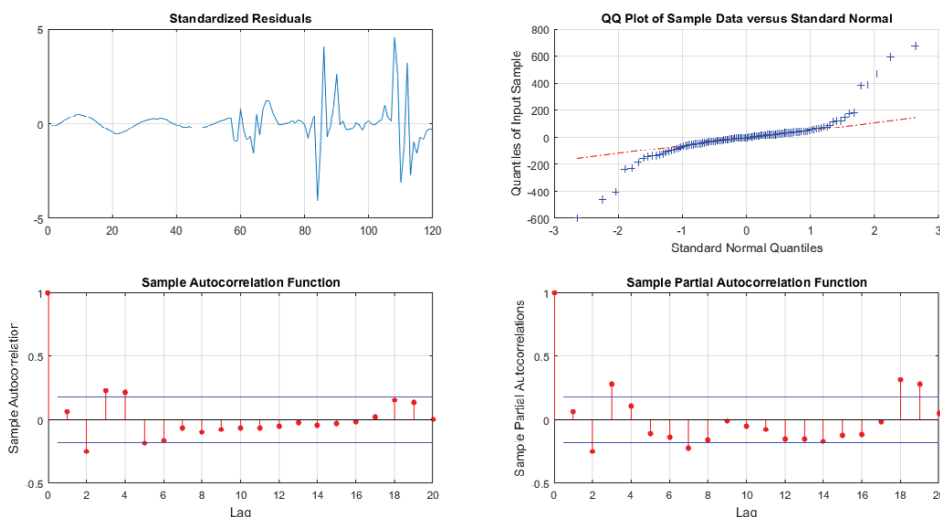 Standardized Residuals
5
0
-5
0 20 40 60 80 100 120
QQ Plot of Sample Data versus Standard Normal
Quantiles of Input Sample
800
600
400
200
0
-200
-400
-600
-3 -2 -1 0 1 2 3
Standard Normal Quantiles
Sample Autocorrelation Function
Sample Autocorrelation
1
0.5
0
-0.5
0 2 4 6 8 10 12 14 16 18 20
Lag
Sample Partial Autocorrelation Function
Sample Partial Autocorrelations
1
0.5
0
-0.5
0 2 4 6 8 10 12 14 16 18 20
Lag